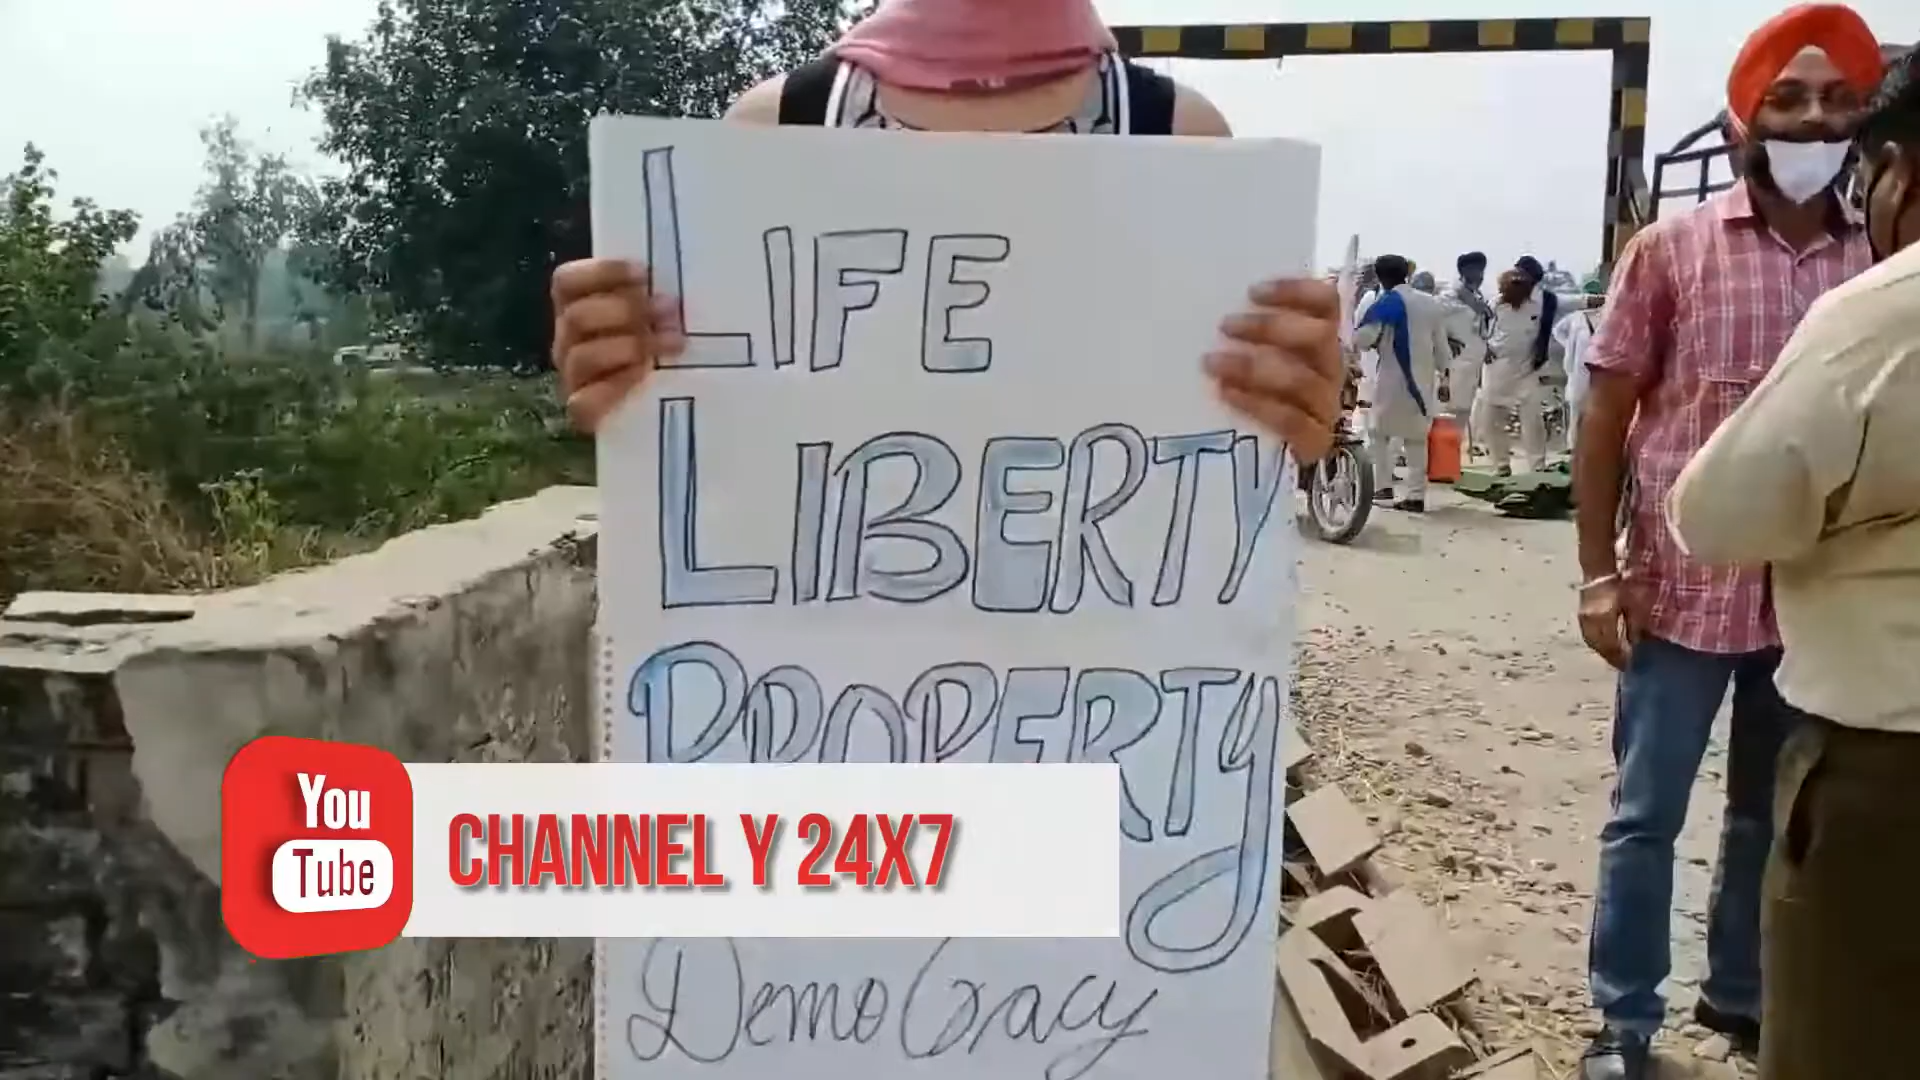 LIFE
LIBERTY
PROPERTY
You
Tube
CHANNEL Y 24X7
DemoCracy